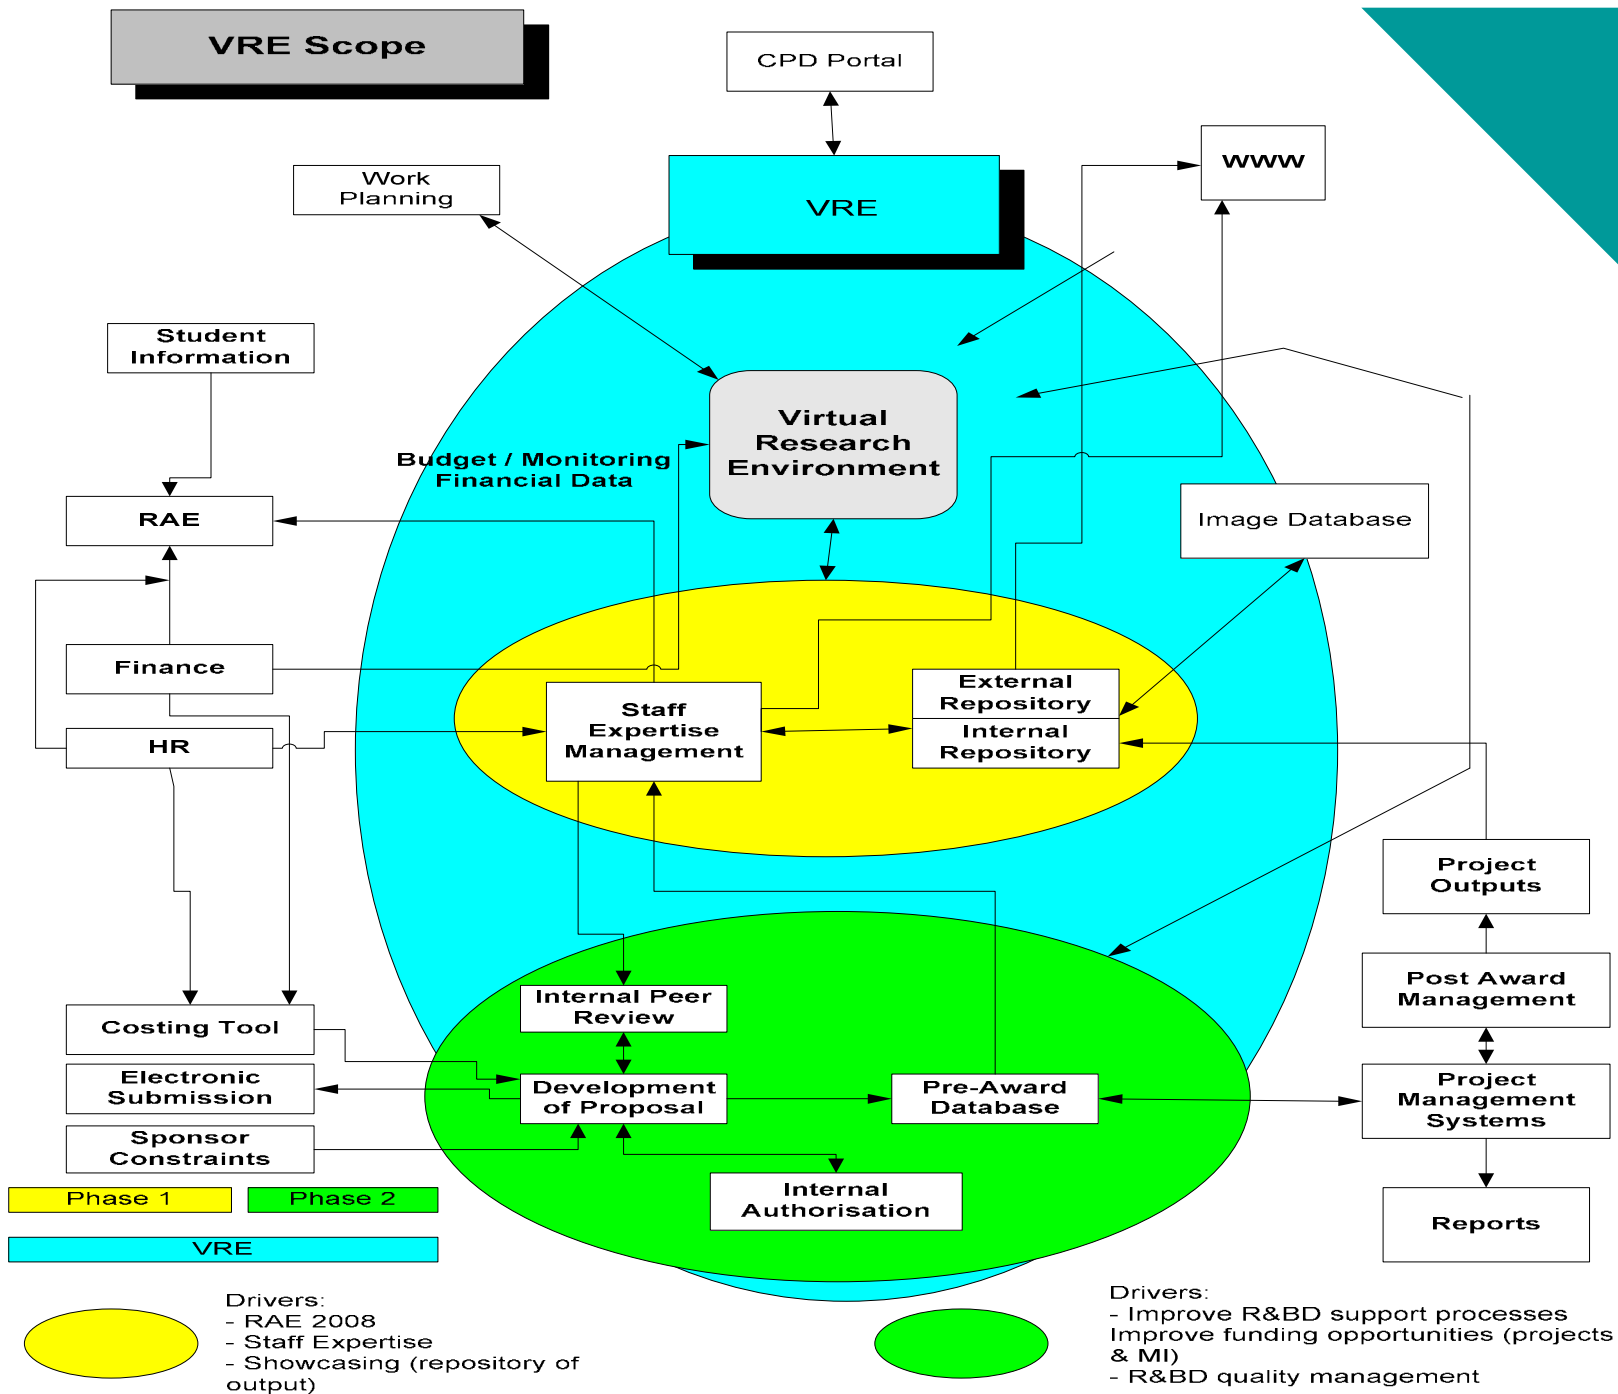 VRE Scope
CPD Portal
WWW
Work
Planning
VRE
Student
Information
Virtual
Research
Environment
Budget / Monitoring
Financial Data
RAE
Image Database
Finance
HR
Staff
Expertise
Management
External
Repository
Internal
Repository
Project
Outputs
Post Award
Management
Internal Peer
Review
Costing Tool
Electronic
Submission
Sponsor
Constraints
Development
of Proposal
Pre-Award
Database
Project
Management
Systems
Internal
Authorisation
Reports
Phase 1
Phase 2
VRE
Drivers:
- RAE 2008
- Staff Expertise
- Showcasing (repository of
output)
Drivers:
- Improve R&BD support processes
Improve funding opportunities (projects
& MI)
- R&BD quality management